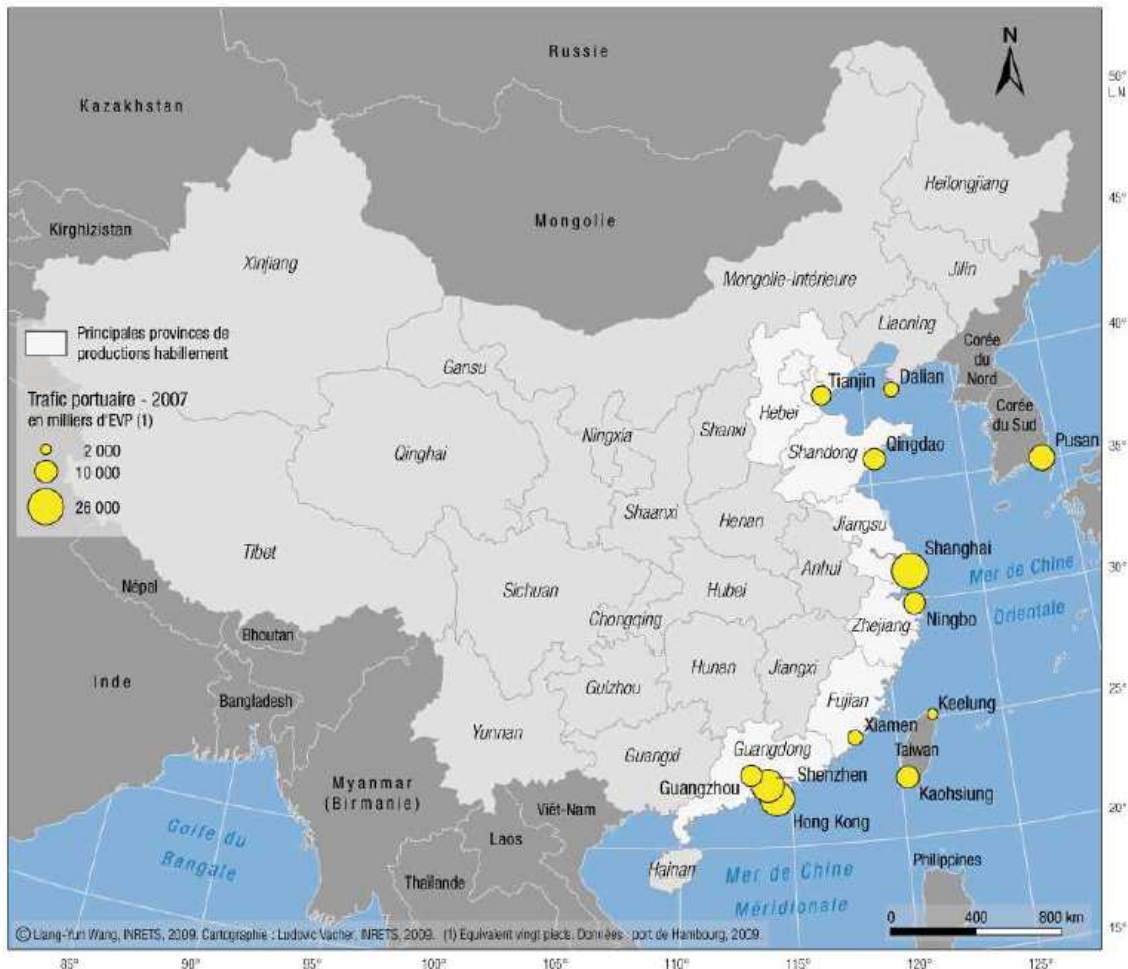 Russie
N
Kazakhstan
50°
L.N.
Heilongjiang
45°
Kirghizistan
Mongolie
Xinjiang
Jilin
Mongolie-Intérieure
40°
Liaoning
Principales provinces de
productions habillement
Corée
du
Nord
Gansu
Tianjin
Dalian
Trafic portuaire - 2007
en milliers d'EVP (1)
Hebei
Corée
du Sud
35°
Pusan
2 000
10 000
26 000
Qinghai
Ningxia
Shanxi
Shandong
Qingdao
Shaanxi
Henan
Jiangsu
Shanghai
Tibet
Anhui
Mer de Chine
30°
Orientale
Népal
Sichuan
Hubei
Chongqing
Ningbo
Zhejiang
Bhoutan
Inde
Hunan
Jiangxi
Guizhou
25°
Bangladesh
Fujian
Keelung
Xiamen
Yunnan
Guangxi
Guangdong
Taiwan
Myanmar
(Birmanie)
Guangzhou
Shenzhen
Kaohsiung
20°
Viêt-Nam
Hong Kong
Golfe du
Bangale
Laos
Hainan
Mer de Chine
Méridionale
Philippines
Thaïlande
0 400 800 km
15°
© Liang-Yun Wang, INRETS, 2009. Cartographie : Ludovic Vacher, INRETS, 2009. (1) Equivalent vingt pieds. Données : port de Hambourg, 2009.
85° 90° 95° 100° 105° 110° 115° 120° 125°